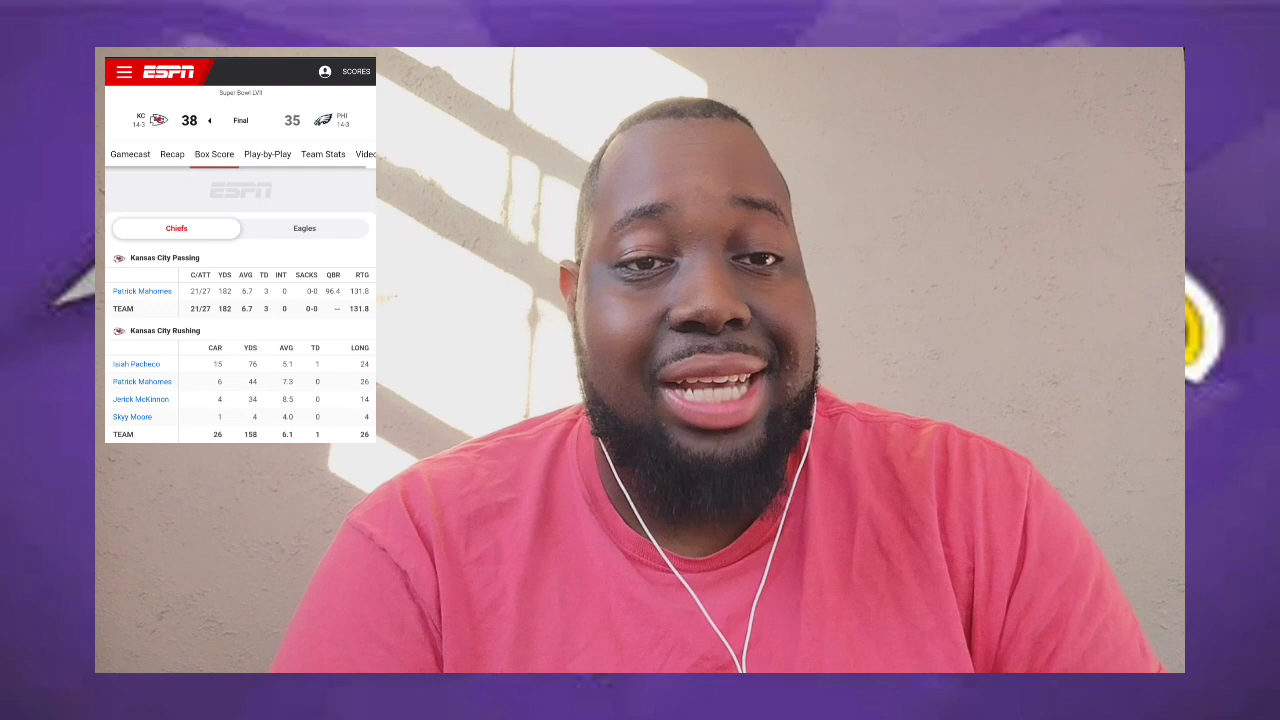 ESPN
SCORES
Super Bowl LVII
KC 38 Final 35 PHI
14-3 14-3
Gamecast Recap Box Score Play-by-Play Team Stats Video
ESPN
Chiefs Eagles
Kansas City Passing
C/ATT YDS AVG TD INT SACKS QBR RTG
Patrick Mahomes 21/27 182 6.7 3 0 0-0 96.4 131.8
TEAM 21/27 182 6.7 3 0 0-0 -- 131.8
Kansas City Rushing
CAR YDS AVG TD LONG
Isiah Pacheco 15 76 5.1 1 24
Patrick Mahomes 6 44 7.3 0 26
Jerick McKinnon 4 34 8.5 0 14
Skyy Moore 1 4 4.0 0 4
TEAM 26 158 6.1 1 26